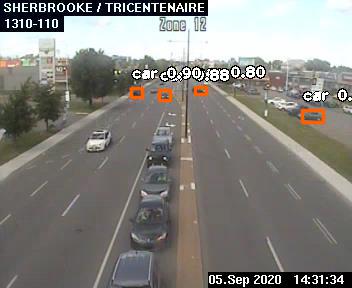 SHERBROOKE / TRICENTENAIRE
1310-110
Zone 12
car 0.90
.88
0.80
car 0.
05.Sep 2020 14:31:34